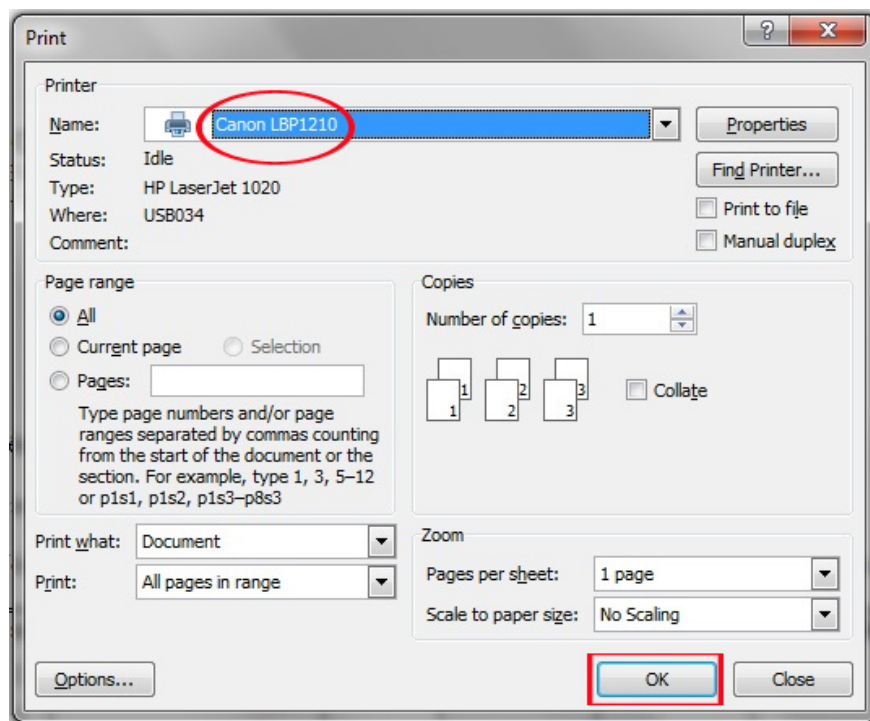 Print
Printer
Name: Canon LBP1210
Properties
Status: Idle
Find Printer...
Type: HP LaserJet 1020
Where: USB034
Print to file
Comment:
Manual duplex
Page range
All
Current page Selection
Pages:
Type page numbers and/or page
ranges separated by commas counting
from the start of the document or the
section. For example, type 1, 3, 5–12
or p1s1, p1s2, p1s3–p8s3
Copies
Number of copies: 1
1 2 3
1 2 3
Collate
Print what: Document
Print: All pages in range
Zoom
Pages per sheet: 1 page
Scale to paper size: No Scaling
Options...
OK
Close